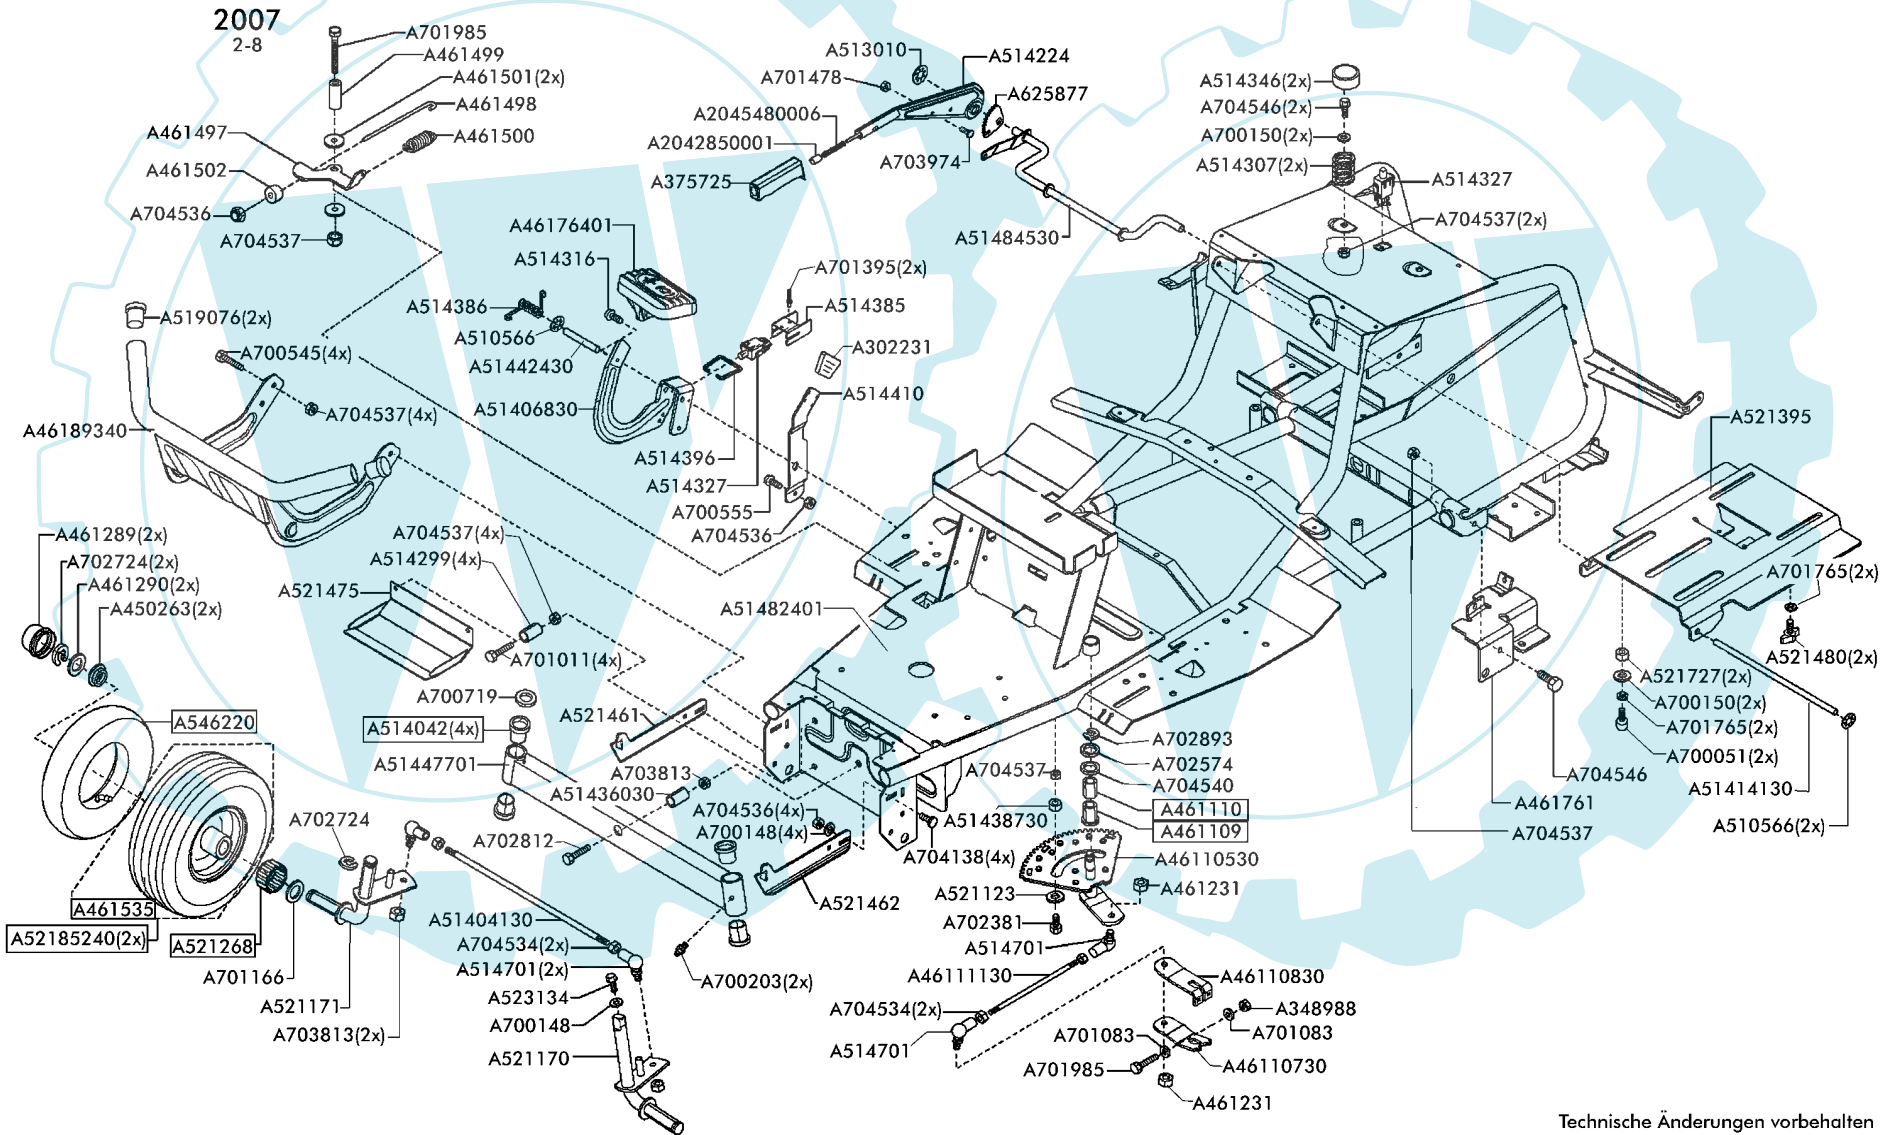 2007
2-8
A701985
A461499
A461501(2x)
A461498
A461497
A461500
A461502
A704536
A704537
A519076(2x)
A700545(4x)
A704537(4x)
A46189340
A513010
A514224
A701478
A625877
A2045480006
A2042850001
A703974
A375725
A51484530
A46176401
A514316
A701395(2x)
A514386
A514385
A510566
A302231
A51442430
A514410
A51406830
A514396
A514327
A700555
A704536
A514346(2x)
A704546(2x)
A700150(2x)
A514307(2x)
A514327
A704537(2x)
A521395
A461289(2x)
A702724(2x)
A461290(2x)
A450263(2x)
A704537(4x)
A514299(4x)
A521475
A701011(4x)
A51482401
A701765(2x)
A521480(2x)
A521727(2x)
A700150(2x)
A701765(2x)
A700051(2x)
A51414130
A510566(2x)
A704546
A461761
A704537
A700719
A546220
A514042(4x)
A521461
A51447701
A703813
A51436030
A704536(4x)
A700148(4x)
A702812
A704138(4x)
A521462
A702893
A702574
A704540
A704537
A461110
A51438730
A461109
A46110530
A461231
A521123
A702381
A514701
A702724
A461535
A52185240(2x)
A521268
A701166
A521171
A703813(2x)
A51404130
A704534(2x)
A514701(2x)
A523134
A700148
A521170
A700203(2x)
A46111130
A704534(2x)
A514701
A46110830
A348988
A701083
A701083
A701985
A46110730
A461231
Technische Änderungen vorbehalten